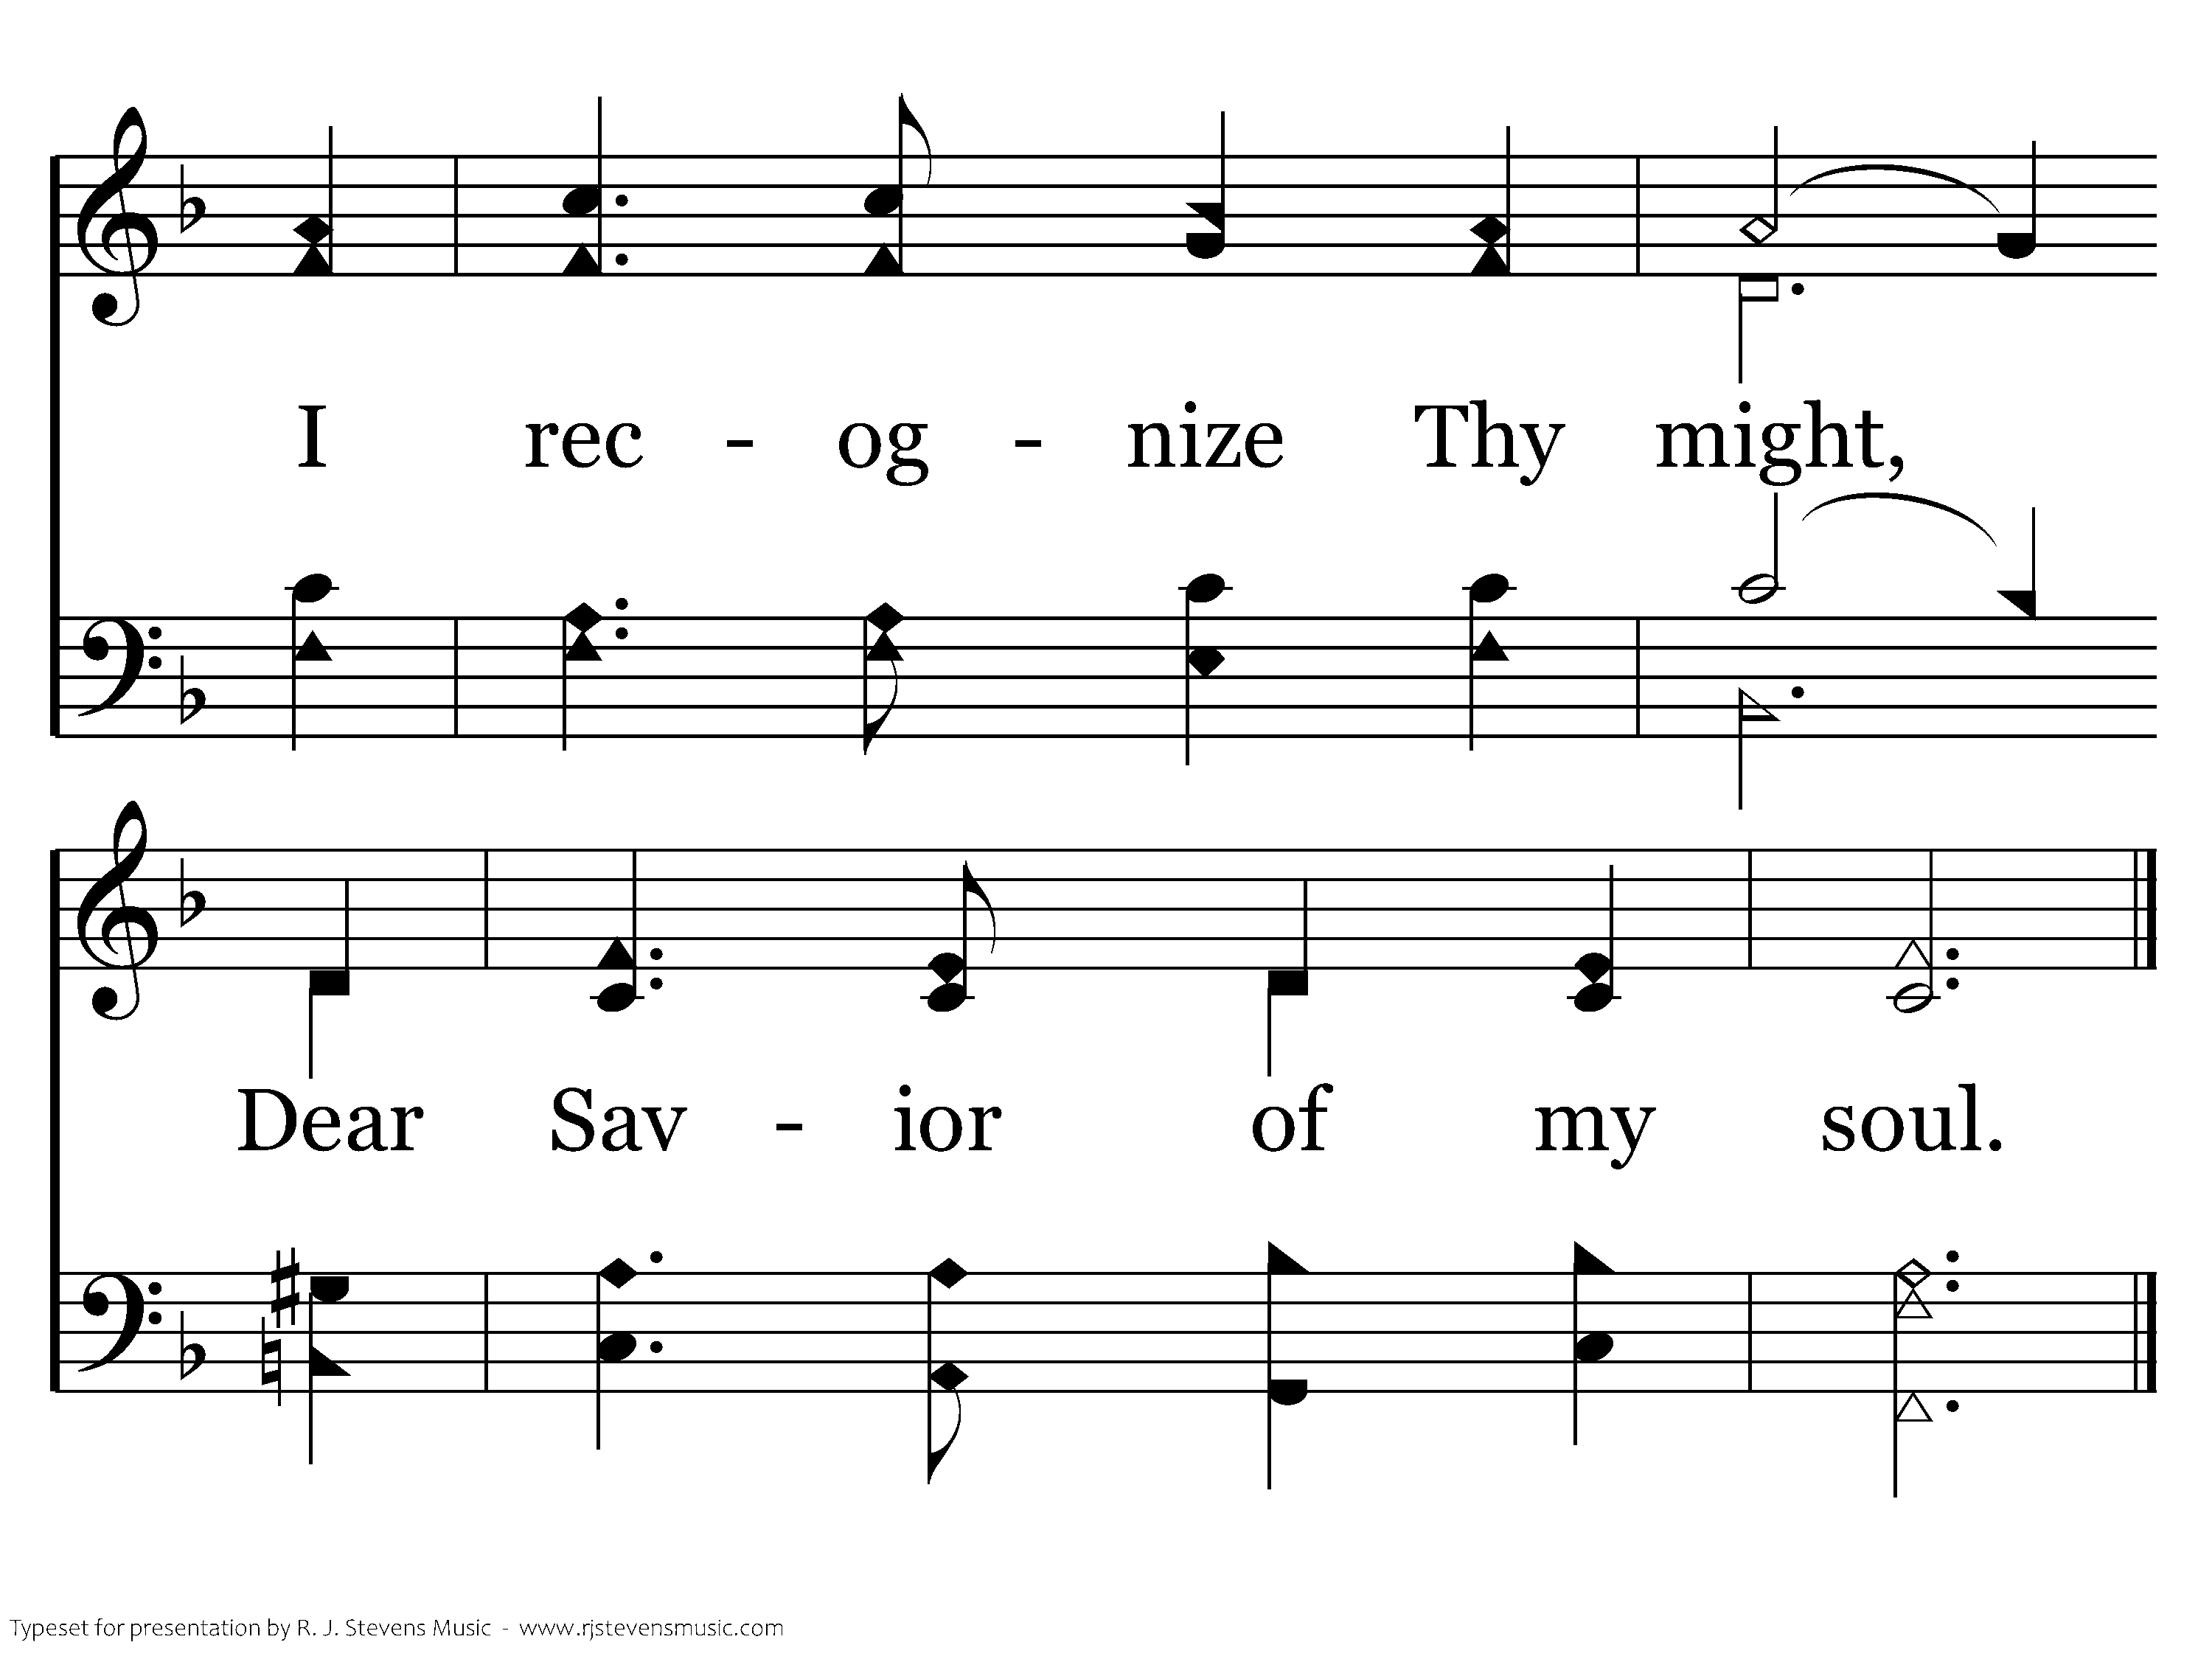 I rec - og - nize Thy might,
Dear Sav - ior of my soul.
Typeset for presentation by R. J. Stevens Music - www.rjstevensmusic.com